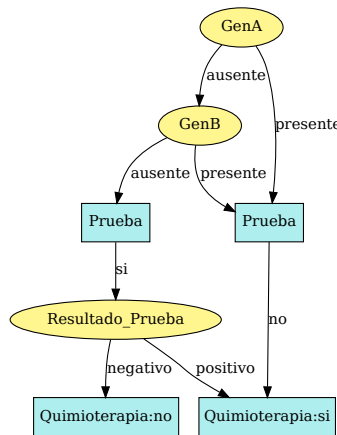 GenA
ausente
GenB
presente
ausente
presente
Prueba
Prueba
si
Resultado_Prueba
no
negativo
positivo
Quimioterapia:no
Quimioterapia:si